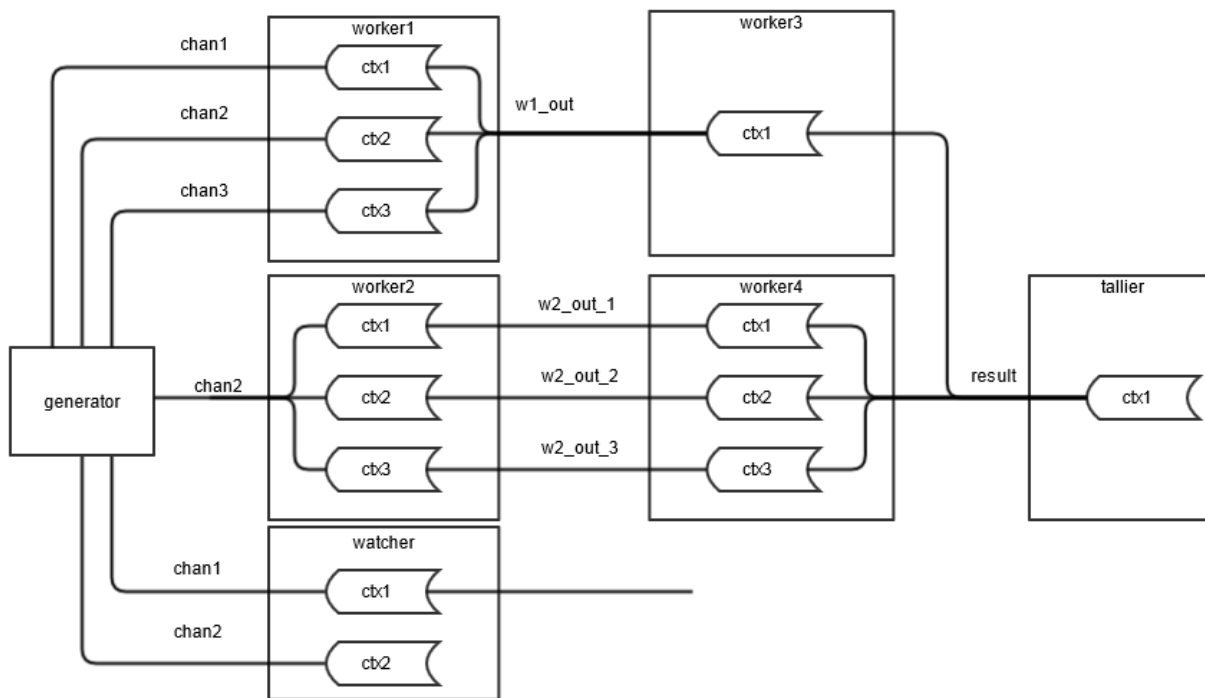 worker1
worker3
chan1
ctx1
w1_out
chan2
ctx2
ctx1
chan3
ctx3
worker2
worker4
tallier
w2_out_1
ctx1
ctx1
generator
chan2
w2_out_2
ctx2
ctx2
result
ctx1
w2_out_3
ctx3
ctx3
watcher
chan1
ctx1
chan2
ctx2